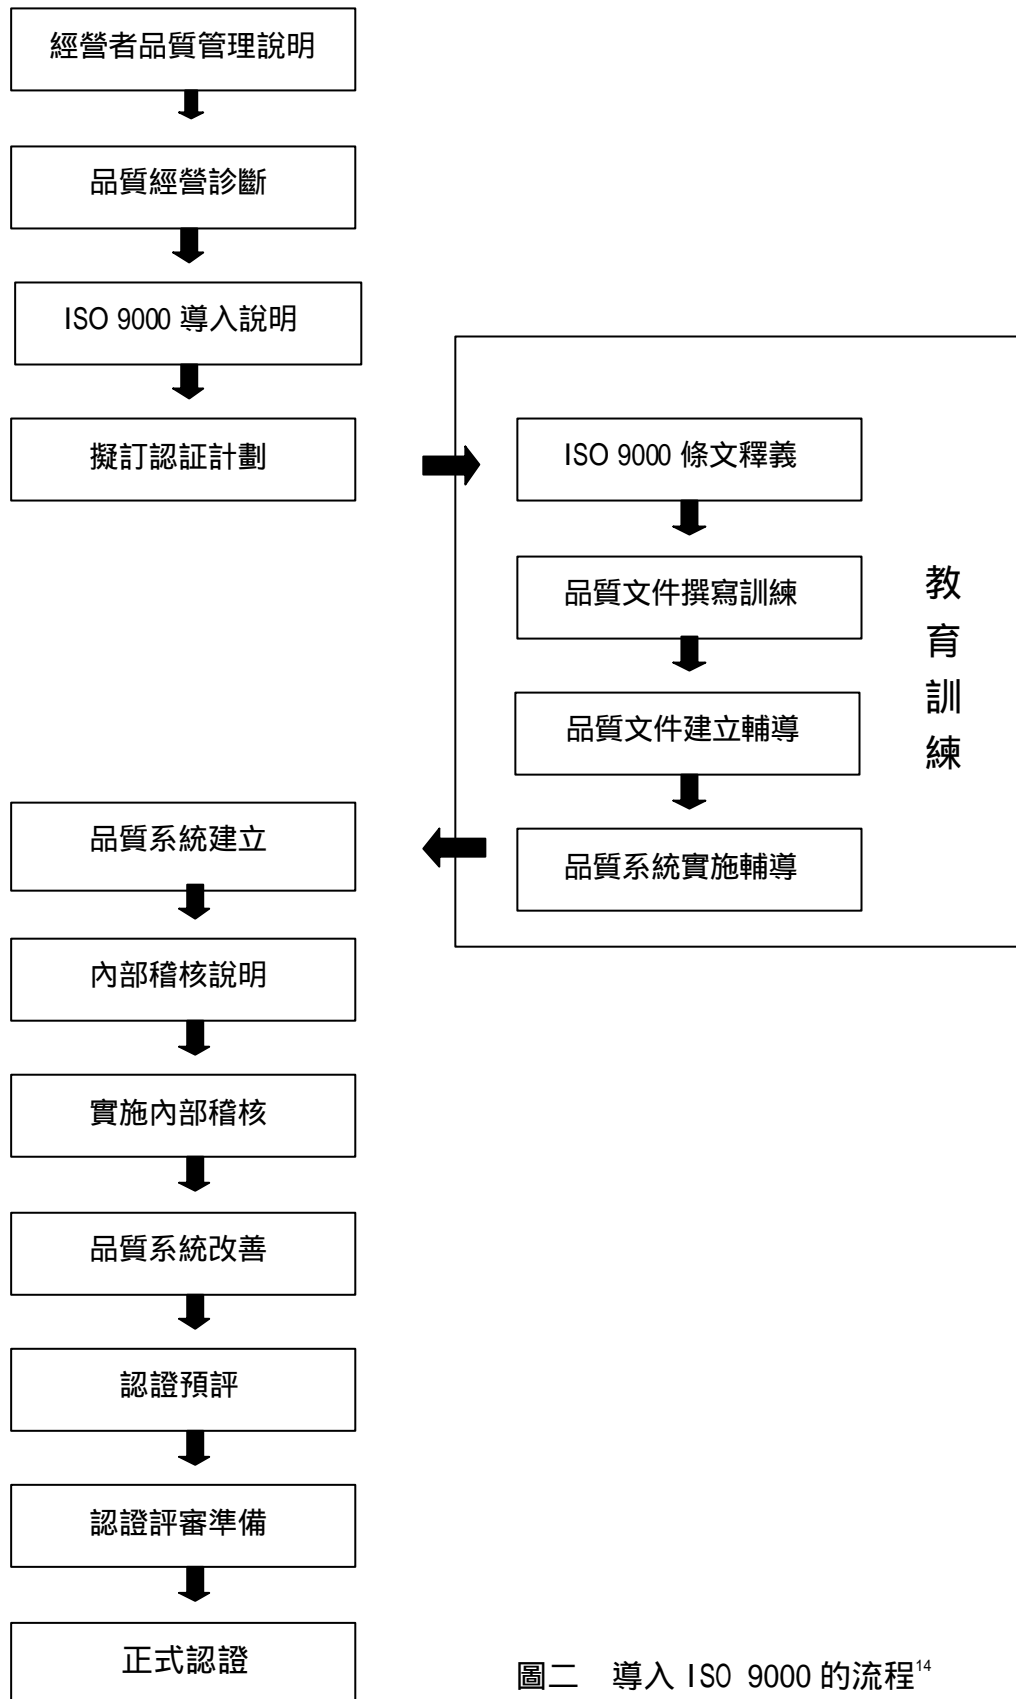 經營者品質管理說明
品質經營診斷
ISO 9000 導入說明
擬訂認証計劃
ISO 9000 條文釋義
品質文件撰寫訓練
品質文件建立輔導
品質系統實施輔導
教育訓練
品質系統建立
內部稽核說明
實施內部稽核
品質系統改善
認證預評
認證評審準備
正式認證
圖二 導入 ISO 9000 的流程14